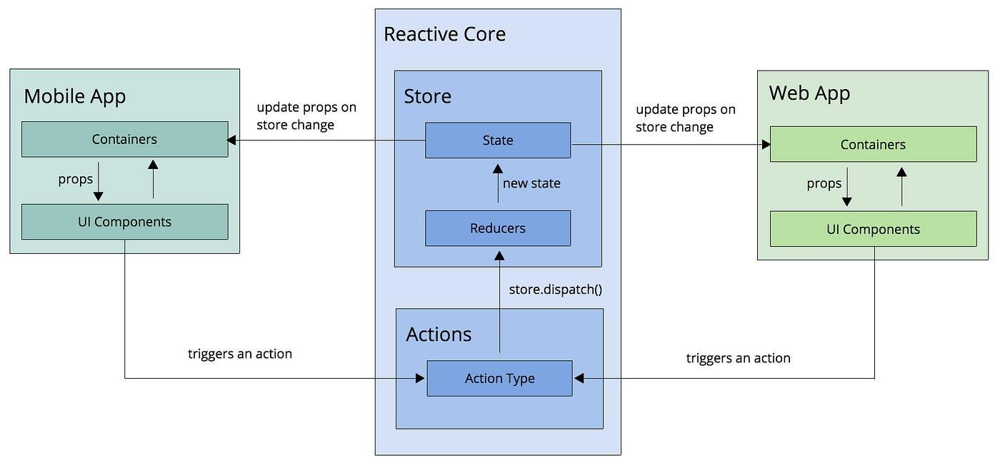 Reactive Core
Mobile App
Containers
props
UI Components
update props on
store change
Store
State
new state
Reducers
store.dispatch()
Actions
Action Type
update props on
store change
Web App
Containers
props
UI Components
triggers an action
triggers an action